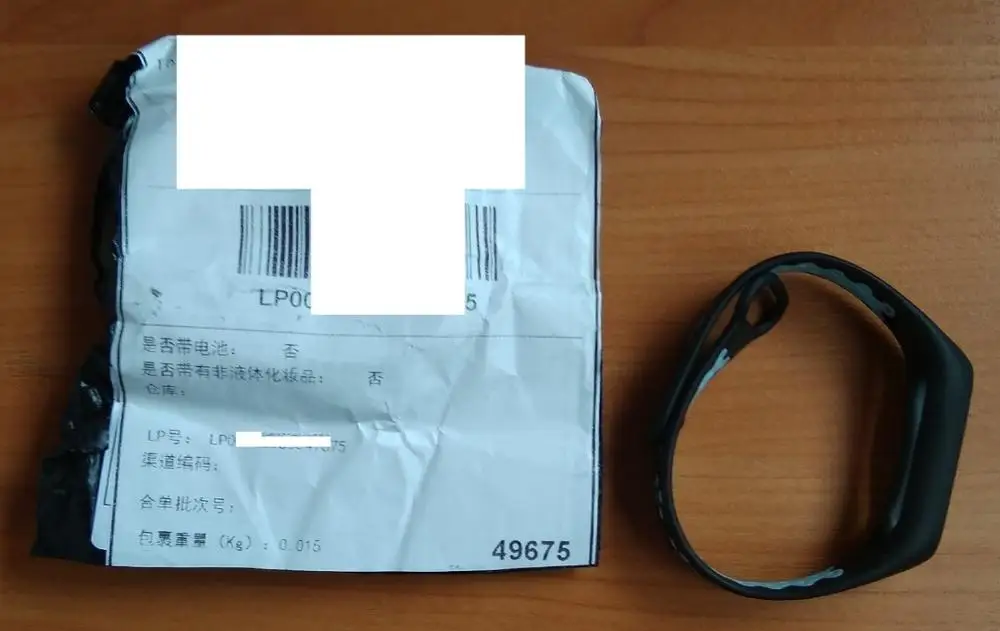 LP00 5
是否带电池: 否
是否带有非液体化妆品: 否
仓库:
LP号: LP0 75
渠道编码:
合单批次号:
包裹重量 (Kg): 0.015
49675